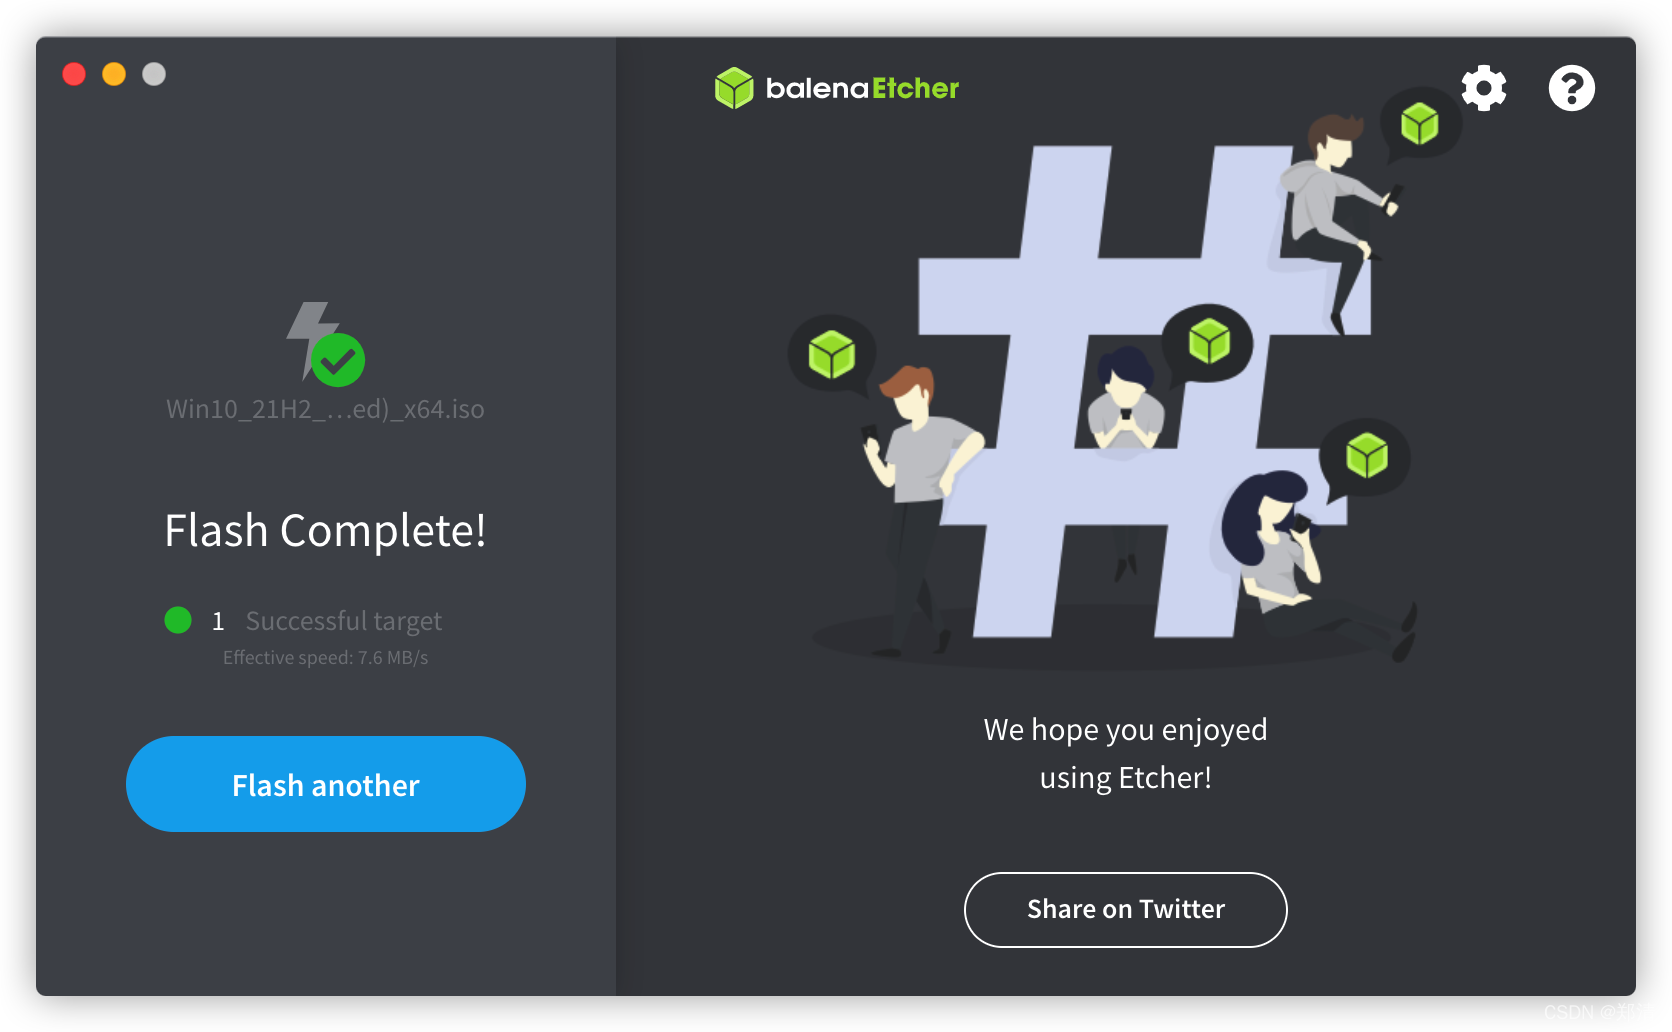 balenaEtcher
Win10_21H2_...ed)_x64.iso
Flash Complete!
1 Successful target
Effective speed: 7.6 MB/s
Flash another
We hope you enjoyed
using Etcher!
Share on Twitter
CSDN